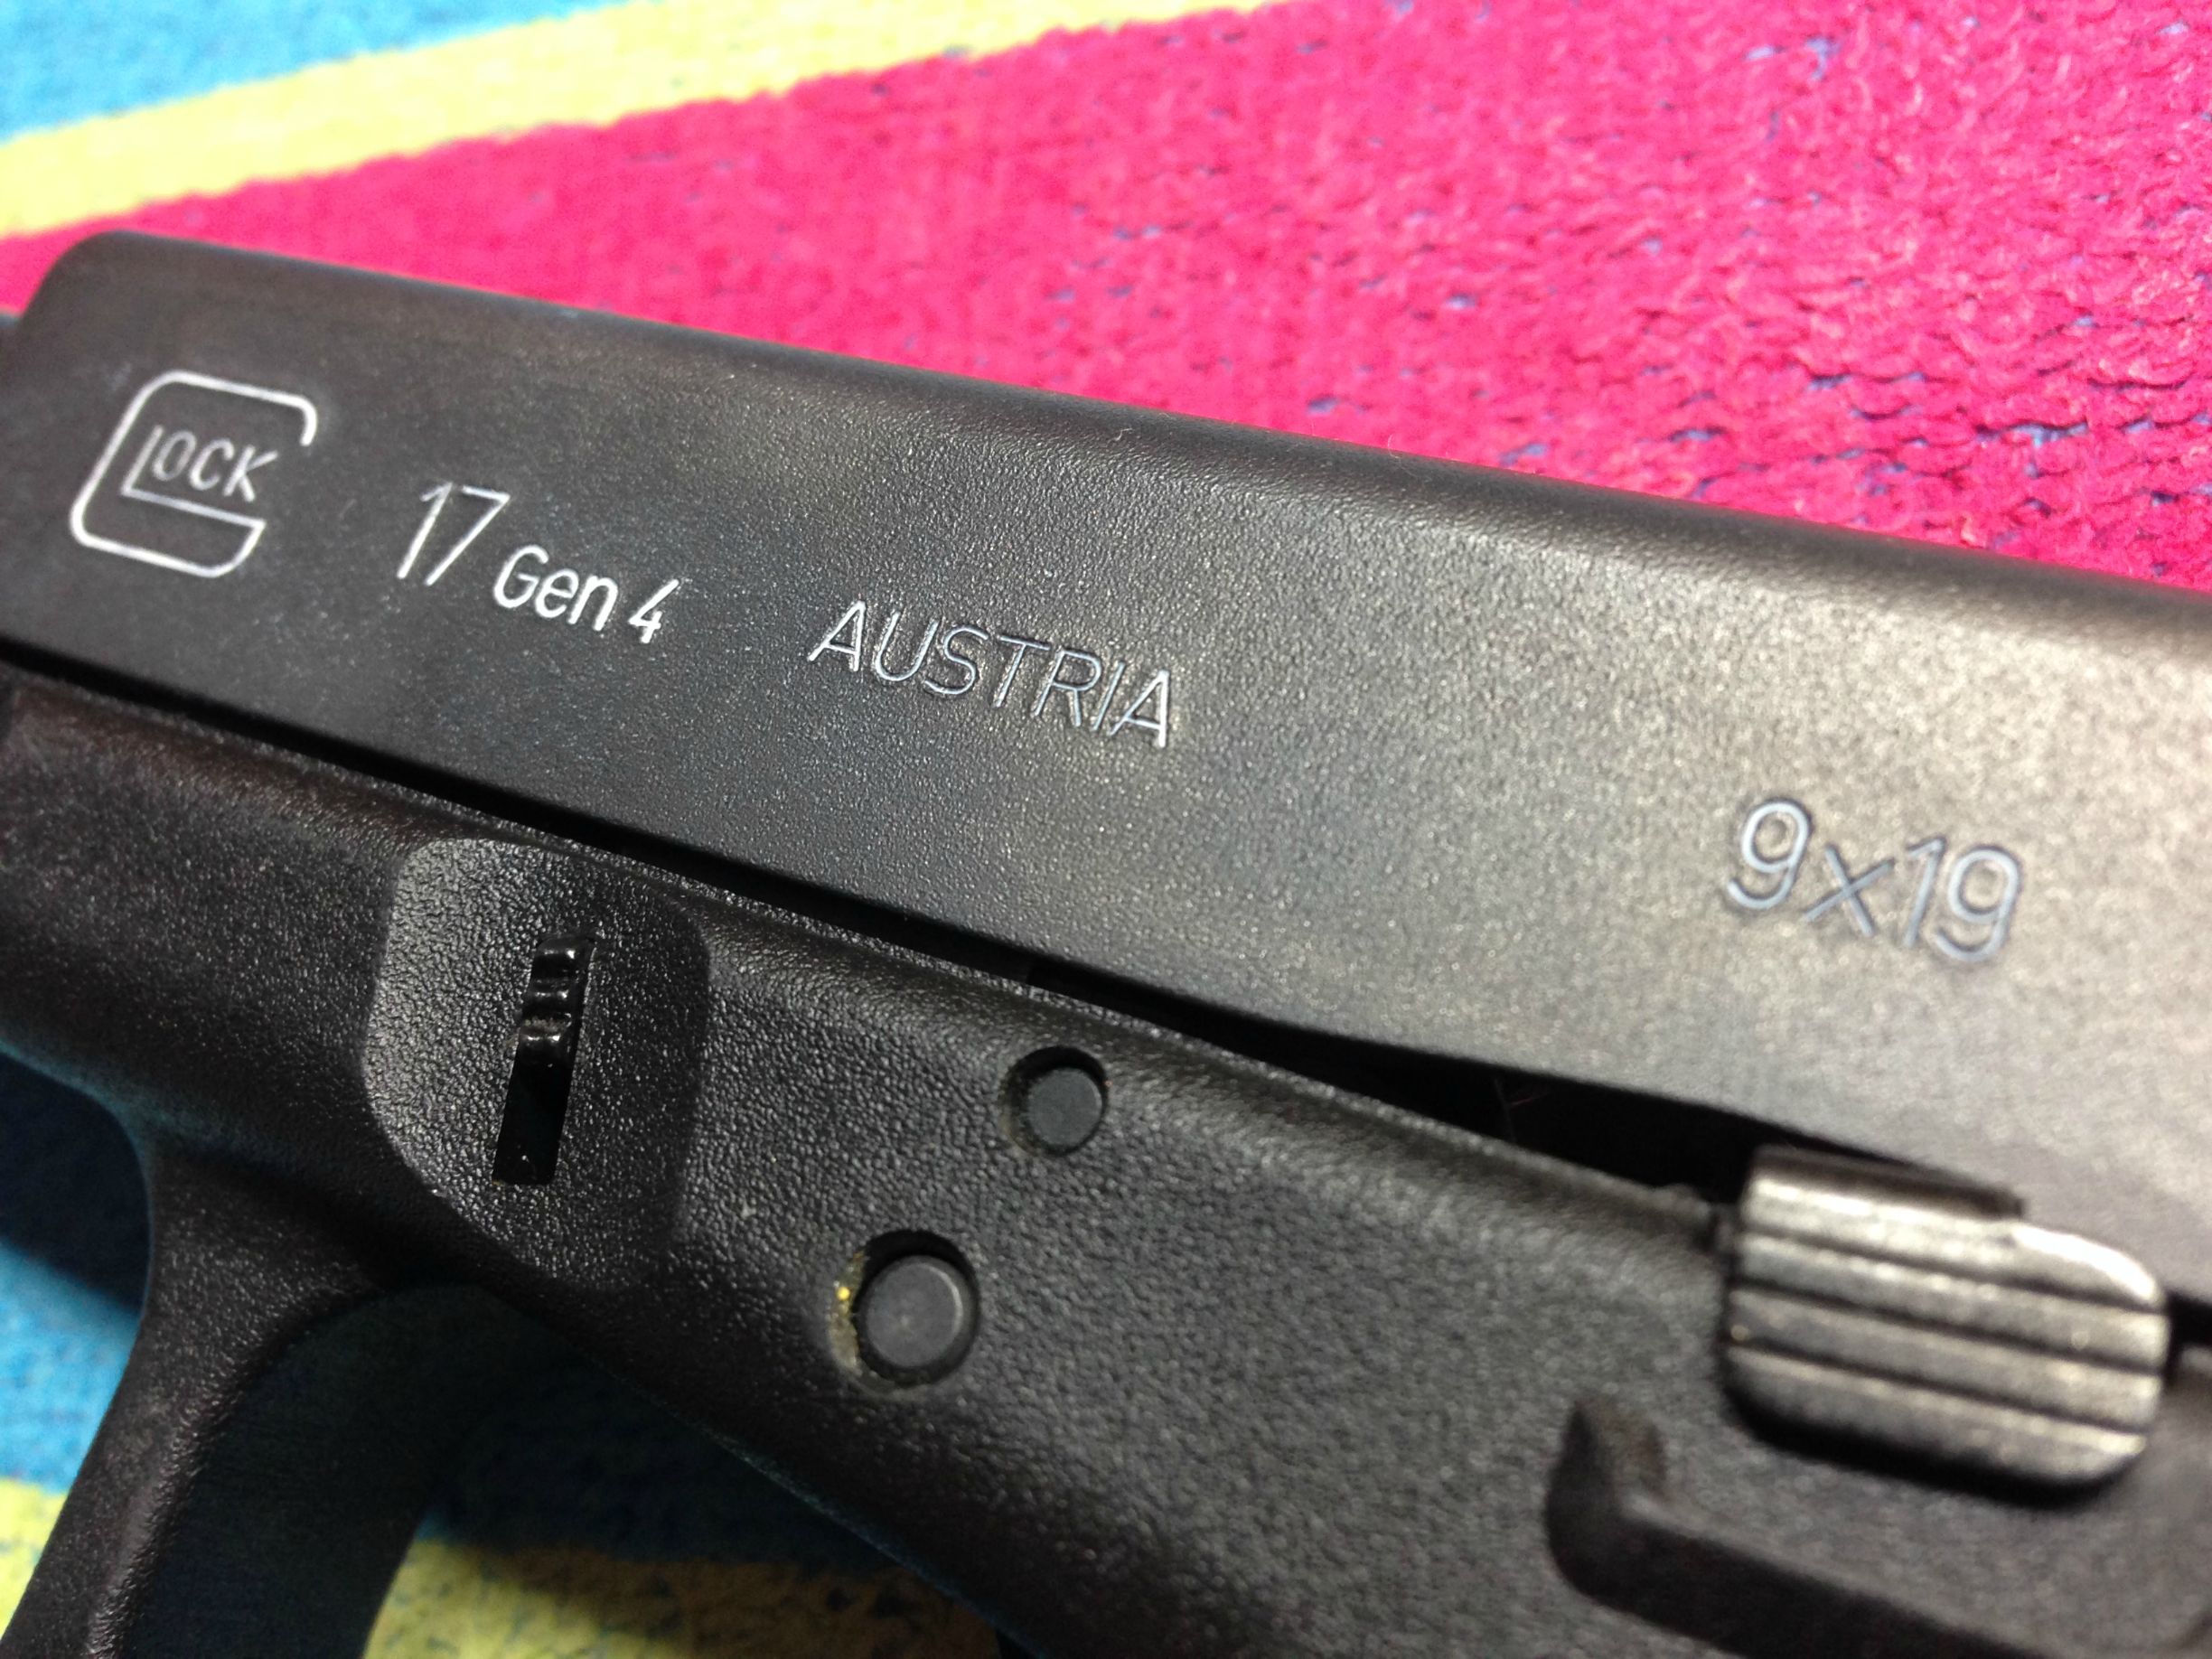 GLOCK 17 Gen 4 AUSTRIA 9x19